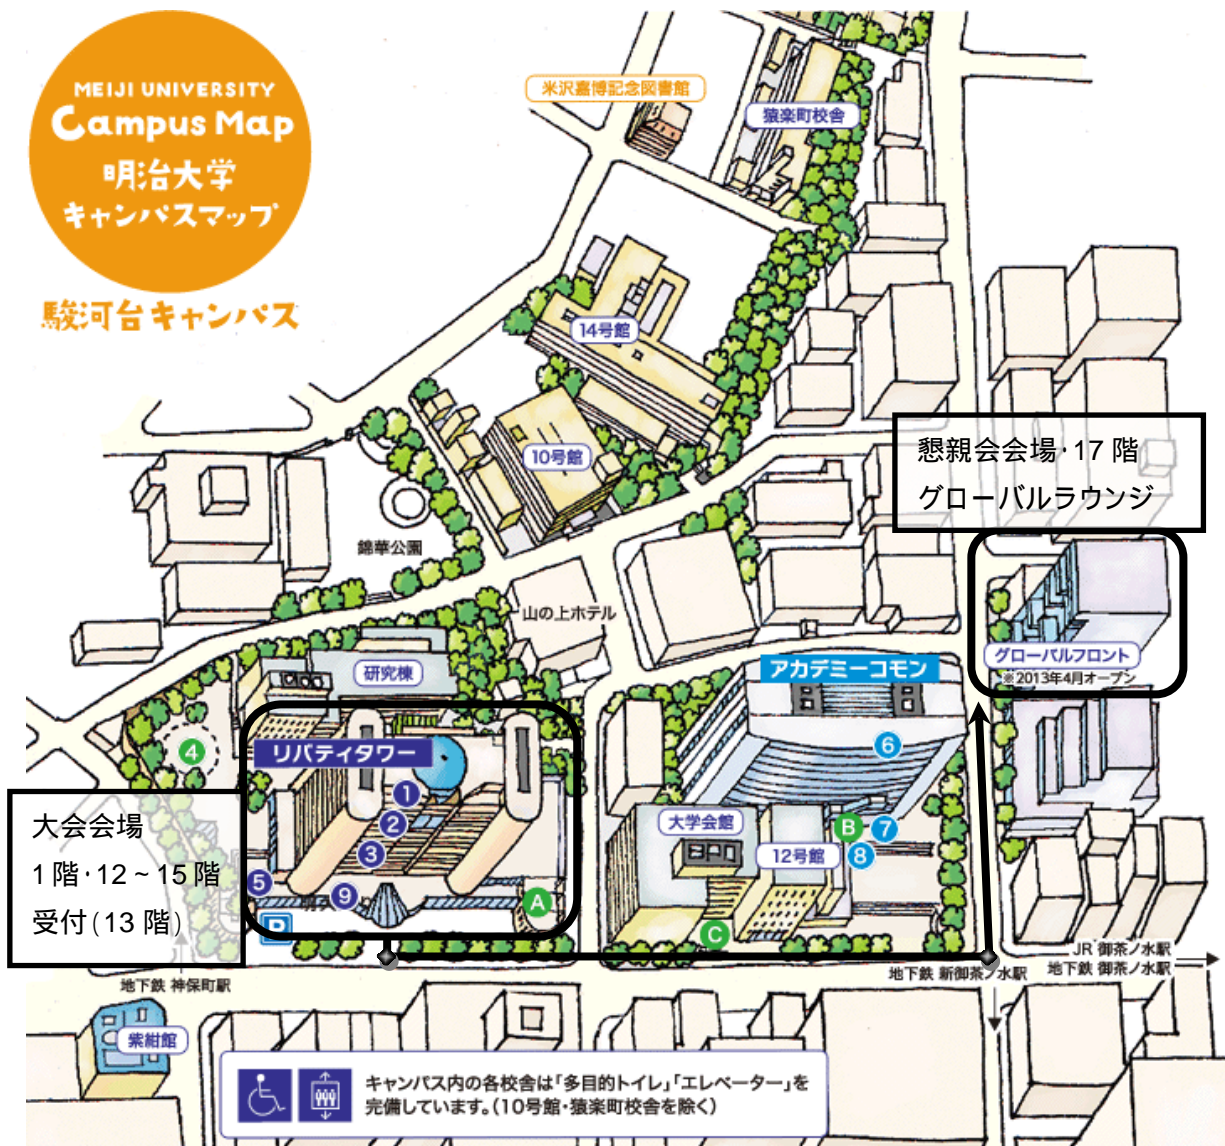 MEIJI UNIVERSITY
Campus Map
明治大学
キャンパスマップ
駿河台キャンパス
米沢嘉博記念図書館
猿楽町校舎
14号館
10号館
錦華公園
懇親会会場・17 階
グローバルラウンジ
山の上ホテル
研究棟
アカデミーコモン
グローバルフロント
※2013年4月オープン
リバティタワー
4
1
2
3
5
9
A
P
大会会場
1 階・12 ~ 15 階
受付(13 階)
大学会館
12号館
6
B
7
8
C
JR 御茶ノ水駅
地下鉄 新御茶ノ水駅
地下鉄 御茶ノ水駅
地下鉄 神保町駅
紫紺館
キャンパス内の各校舎は「多目的トイレ」「エレベーター」を
完備しています。(10号館・猿楽町校舎を除く)